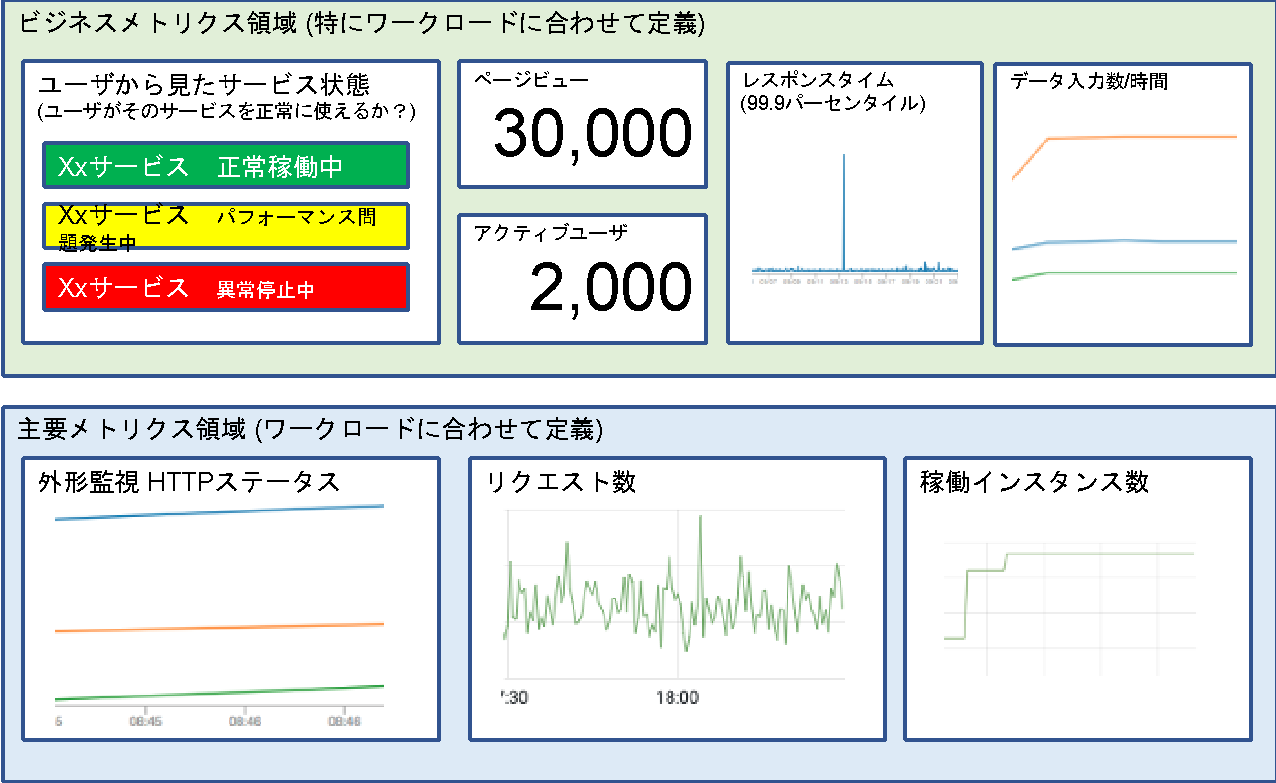 ビジネスメトリクス領域 (特にワークロードに合わせて定義)
ユーザから見たサービス状態
(ユーザがそのサービスを正常に使えるか？)
Xxサービス 正常稼働中
Xxサービス パフォーマンス問
題発生中
Xxサービス 異常停止中
ページビュー
30,000
アクティブユーザ
2,000
レスポンスタイム
(99.9パーセンタイル)
データ入力数/時間
主要メトリクス領域 (ワークロードに合わせて定義)
外形監視 HTTPステータス
08:45 08:46 08:46
リクエスト数
:30 18:00
稼働インスタンス数